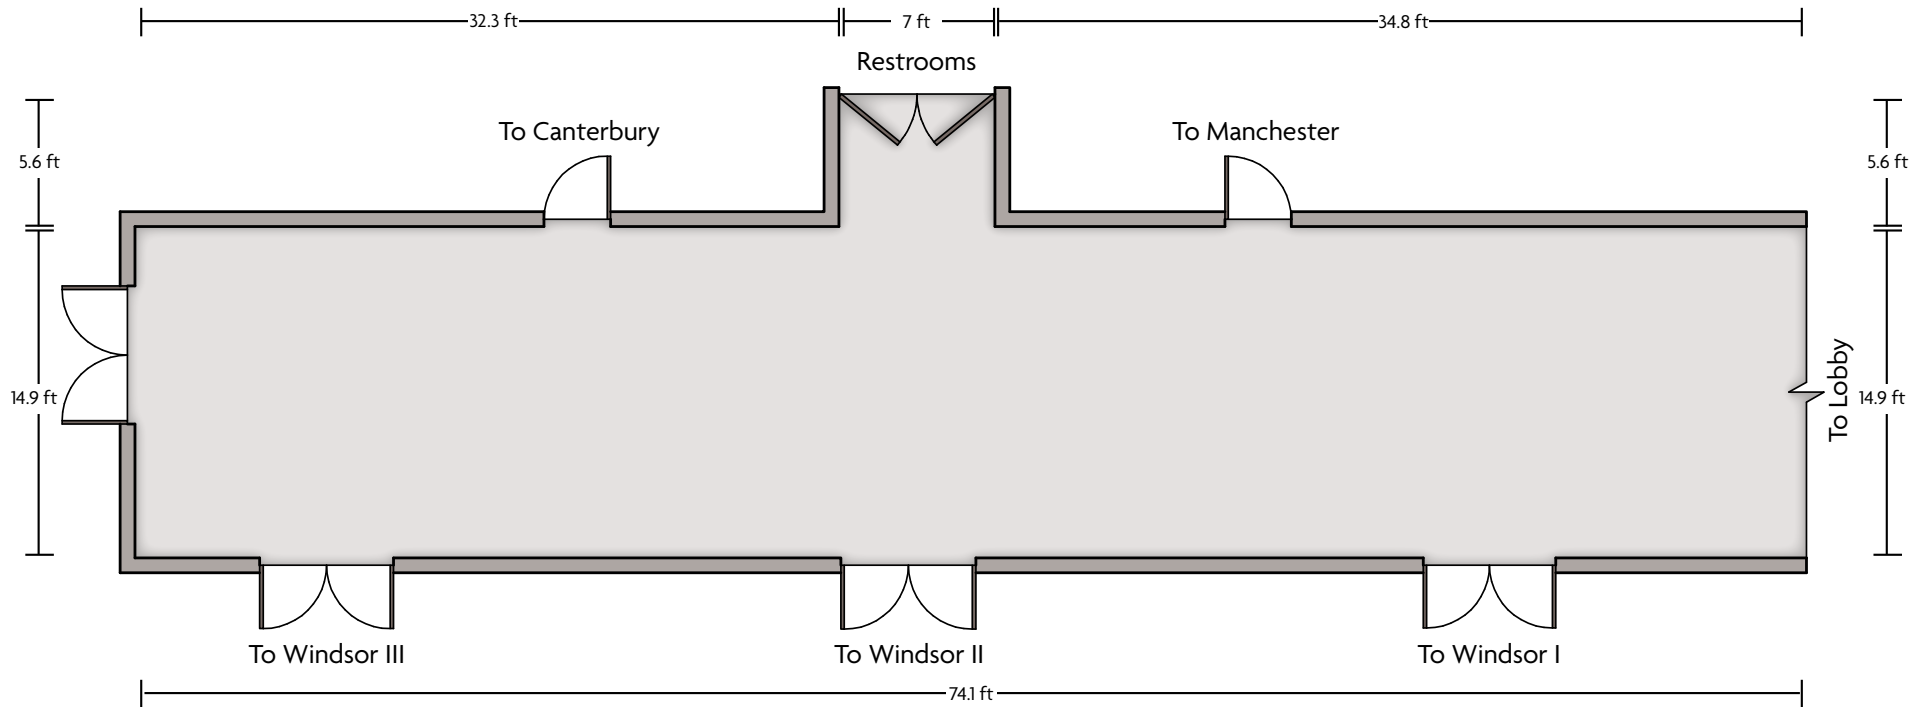 32.3 ft
7 ft
34.8 ft
Restrooms
To Canterbury
To Manchester
5.6 ft
5.6 ft
14.9 ft
To Lobby
14.9 ft
To Windsor III
To Windsor II
To Windsor I
74.1 ft